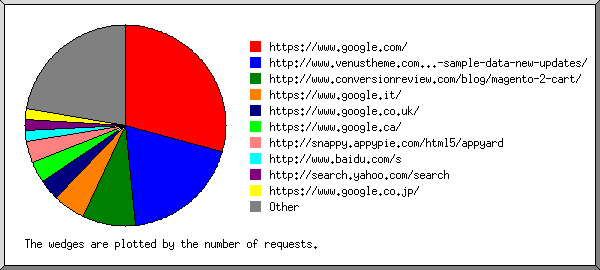 https://www.google.com/
http://www.venustheme.com...-sample-data-new-updates/
http://www.conversionreview.com/blog/magento-2-cart/
https://www.google.it/
https://www.google.co.uk/
https://www.google.ca/
http://snappy.appypie.com/html5/appyard
http://www.baidu.com/s
http://search.yahoo.com/search
https://www.google.co.jp/
Other
The wedges are plotted by the number of requests.